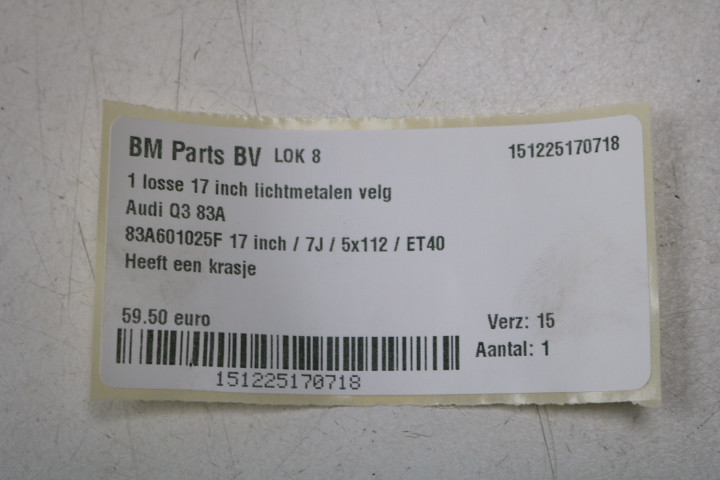 BM Parts BV LOK 8 151225170718
1 losse 17 inch lichtmetalen velg
Audi Q3 83A
83A601025F 17 inch / 7J / 5x112 / ET40
Heeft een krasje
59.50 euro Verz: 15
Aantal: 1
151225170718